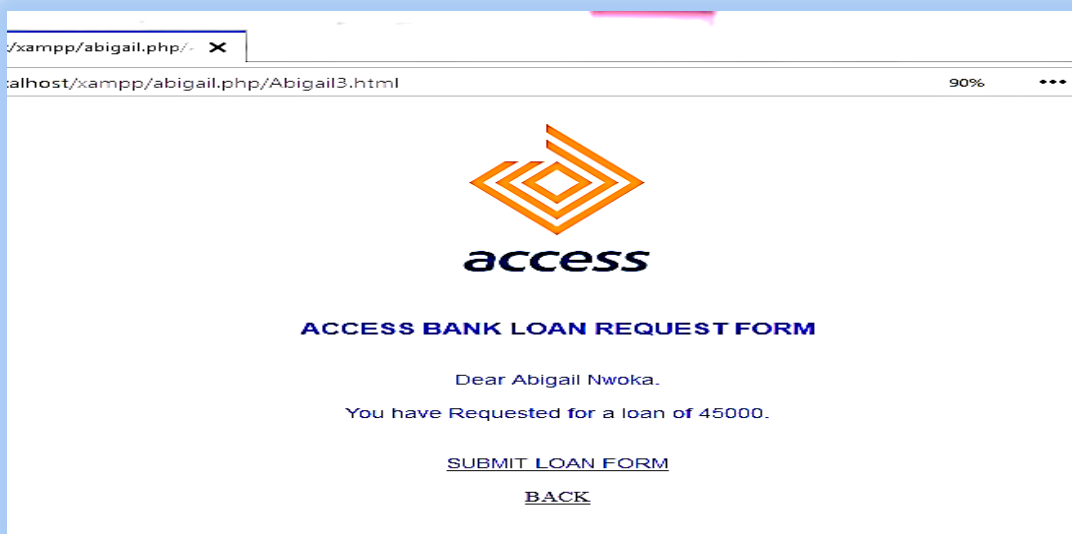 /xampp/abigail.php/-
alhost/xampp/abigail.php/Abigail3.html 90%
access
ACCESS BANK LOAN REQUEST FORM
Dear Abigail Nwoka.
You have Requested for a loan of 45000.
SUBMIT LOAN FORM
BACK